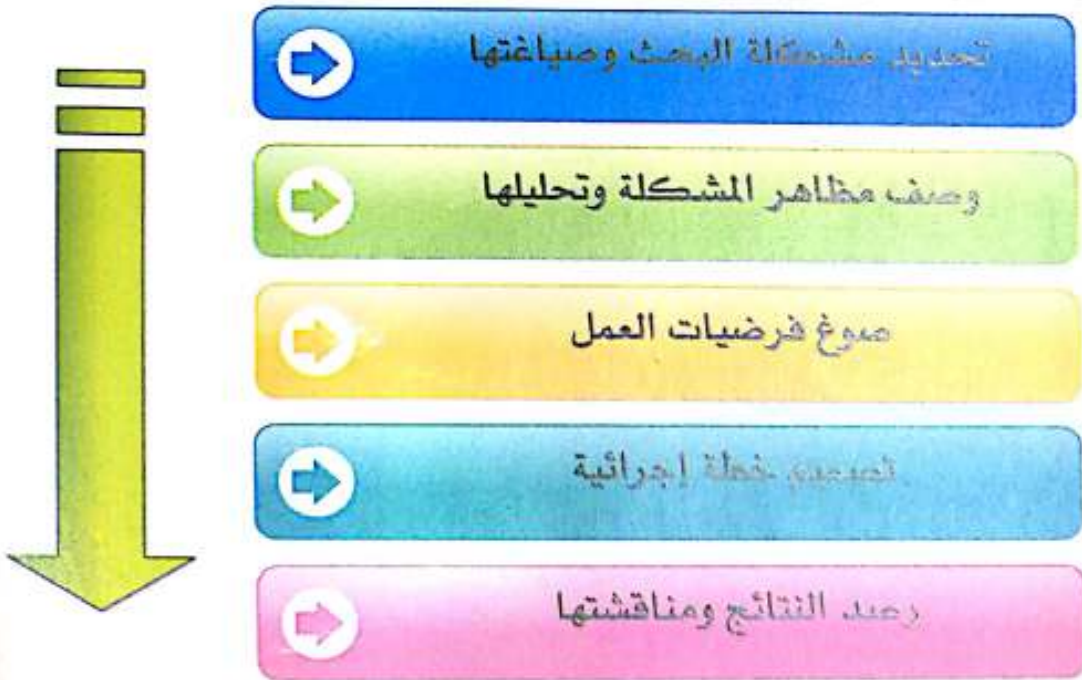 تحديد مشكلة البحث وصياغتها
وصف مظاهر المشكلة وتحليلها
صوغ فرضيات العمل
تصميم خطة إجرائية
رصد النتائج ومناقشتها